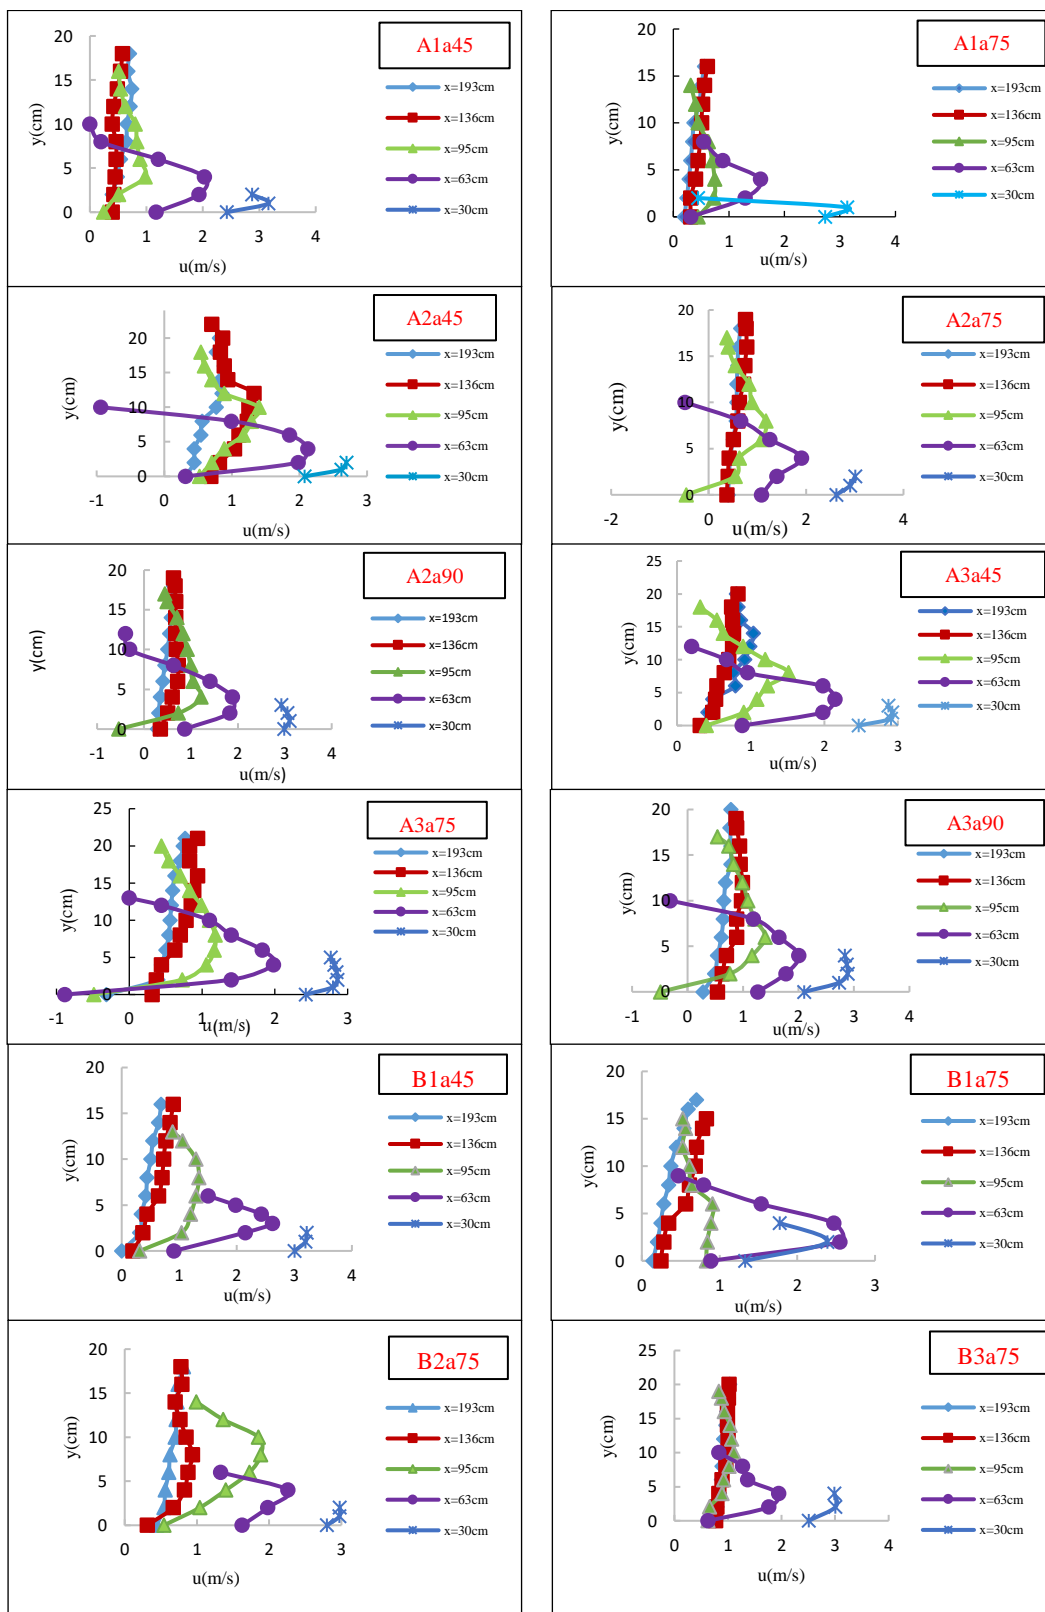 A1a45
20
15
10
5
0
y(cm)
0 1 2 3 4
u(m/s)
x=193cm
x=136cm
x=95cm
x=63cm
x=30cm
A1a75
20
15
10
5
0
y(cm)
0 1 2 3 4
u(m/s)
x=193cm
x=136cm
x=95cm
x=63cm
x=30cm
A2a45
20
15
10
5
0
y(cm)
-1 0 1 2 3
u(m/s)
x=193cm
x=136cm
x=95cm
x=63cm
x=30cm
A2a75
20
15
10
5
0
y(cm)
-2 0 2 4
u(m/s)
x=193cm
x=136cm
x=95cm
x=63cm
x=30cm
A2a90
20
15
10
5
0
y(cm)
-1 0 1 2 3 4
u(m/s)
x=193cm
x=136cm
x=95cm
x=63cm
x=30cm
A3a45
25
20
15
10
5
0
y(cm)
0 1 2 3
u(m/s)
x=193cm
x=136cm
x=95cm
x=63cm
x=30cm
A3a75
25
20
15
10
5
0
y(cm)
-1 0 1 2 3
u(m/s)
x=193cm
x=136cm
x=95cm
x=63cm
x=30cm
A3a90
20
15
10
5
0
y(cm)
-1 0 1 2 3 4
u(m/s)
x=193cm
x=136cm
x=95cm
x=63cm
x=30cm
B1a45
20
15
10
5
0
y(cm)
0 1 2 3 4
u(m/s)
x=193cm
x=136cm
x=95cm
x=63cm
x=30cm
B1a75
20
15
10
5
0
y(cm)
0 1 2 3
u(m/s)
x=193cm
x=136cm
x=95cm
x=63cm
x=30cm
B2a75
20
15
10
5
0
y(cm)
0 1 2 3
u(m/s)
x=193cm
x=136cm
x=95cm
x=63cm
x=30cm
B3a75
25
20
15
10
5
0
y(cm)
0 1 2 3 4
u(m/s)
x=193cm
x=136cm
x=95cm
x=63cm
x=30cm